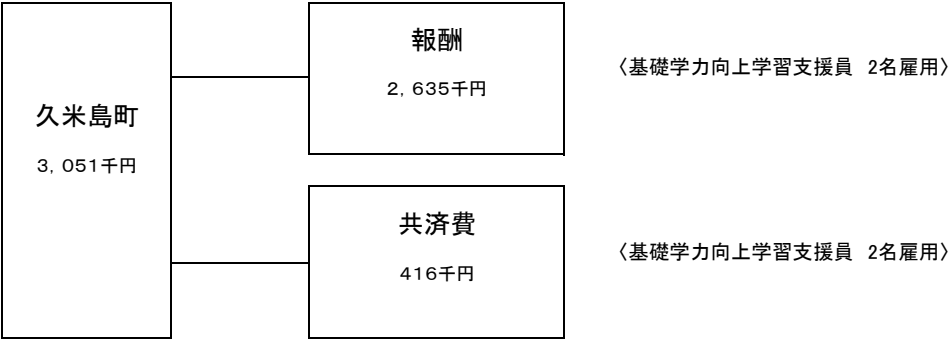 久米島町
3，051千円
報酬
2，635千円
〈基礎学力向上学習支援員　2名雇用〉
共済費
416千円
〈基礎学力向上学習支援員　2名雇用〉